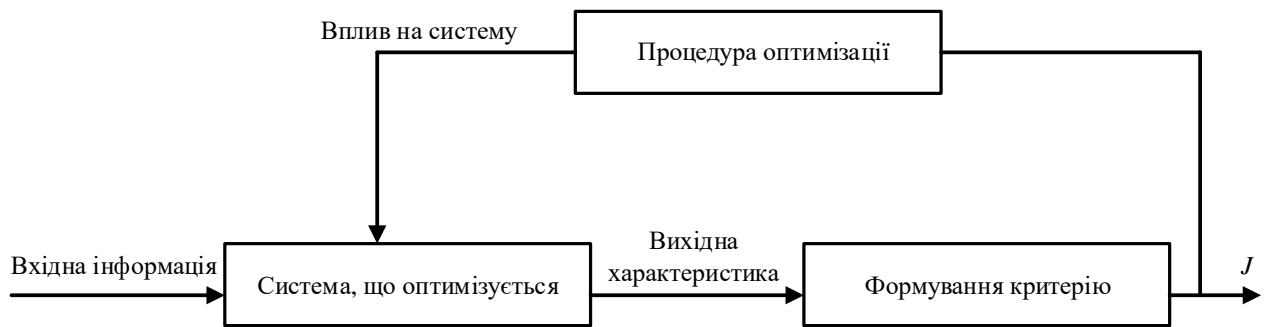 Вплив на систему
Процедура оптимізації
Вхідна інформація
Система, що оптимізується
Вихідна
характеристика
Формування критерію
J